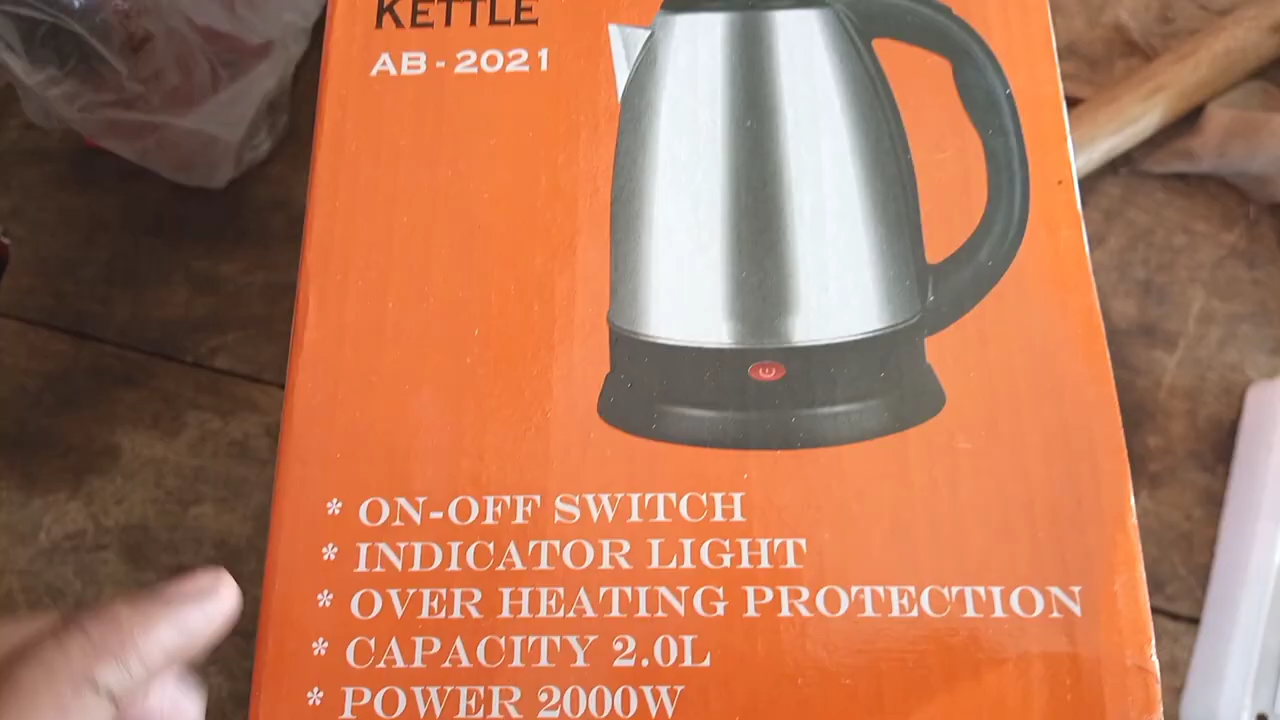 KETTLE
AB - 2021
* ON-OFF SWITCH
* INDICATOR LIGHT
* OVER HEATING PROTECTION
* CAPACITY 2.0L
* POWER 2000W